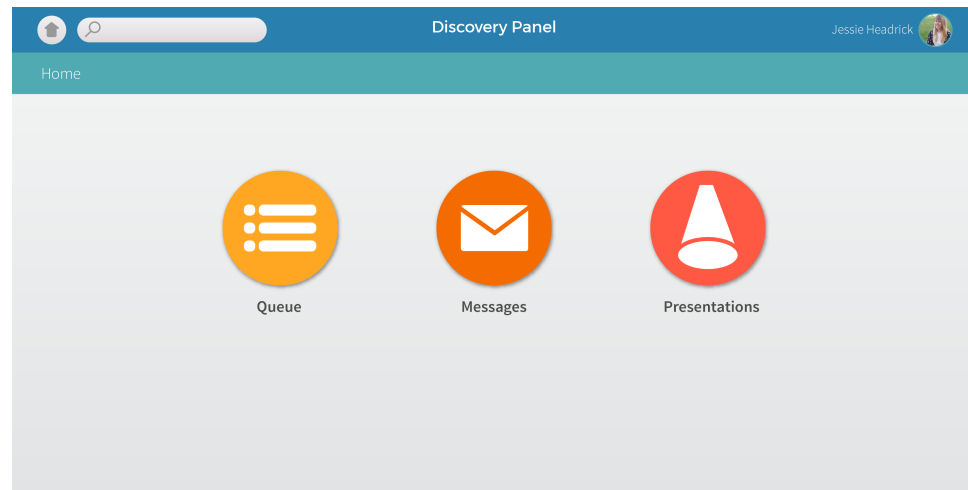 Discovery Panel
Jessie Headrick
Home
Queue
Messages
Presentations